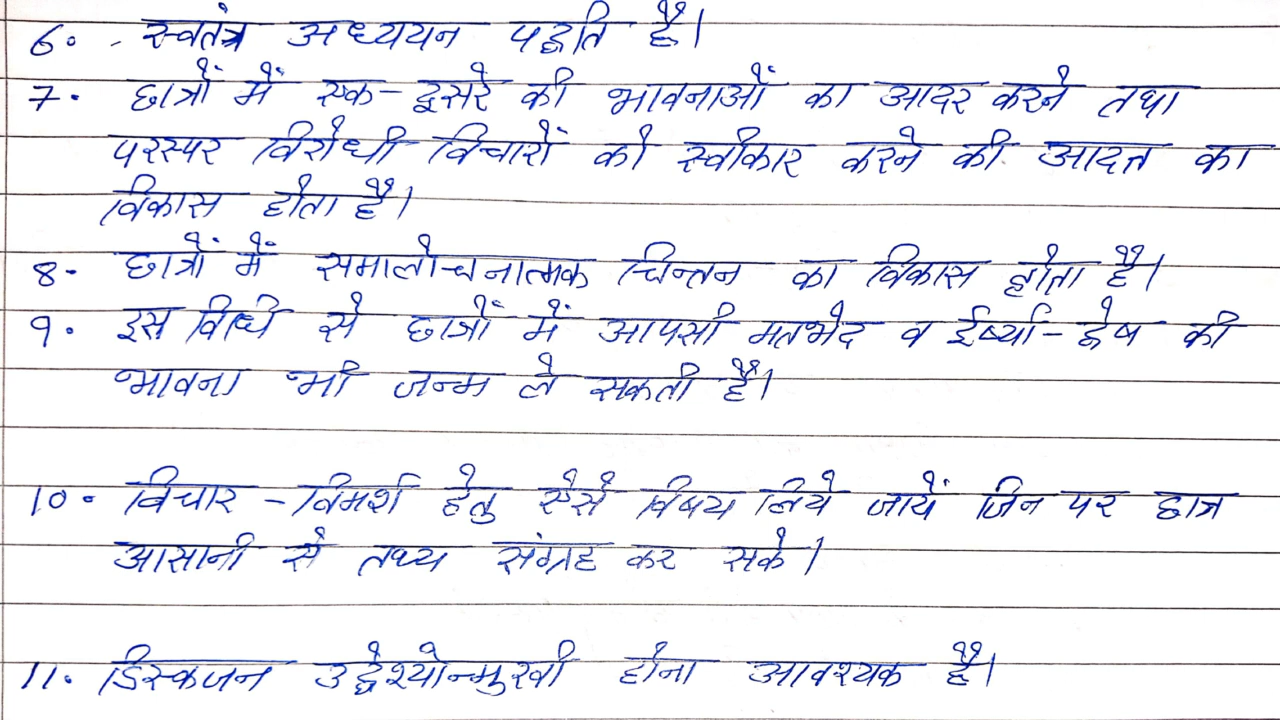 6. स्वतंत्र अध्ययन पद्धति है।
7. छात्रों में एक-दूसरे की भावनाओं का आदर करने तथा
परस्पर विरोधी विचारों को स्वीकार करने की आदत का
विकास होता है।
8. छात्रों में समालोचनात्मक चिन्तन का विकास होता है।
9. इस विधि से छात्रों में आपसी मतभेद व ईर्ष्या-द्वेष की
भावना भी जन्म ले सकती है।
10. विचार-विमर्श हेतु ऐसे विषय लिये जायें जिन पर छात्र
आसानी से तथ्य संग्रह कर सके।
11. डिस्कशन उद्देश्योन्मुखी होना आवश्यक है।